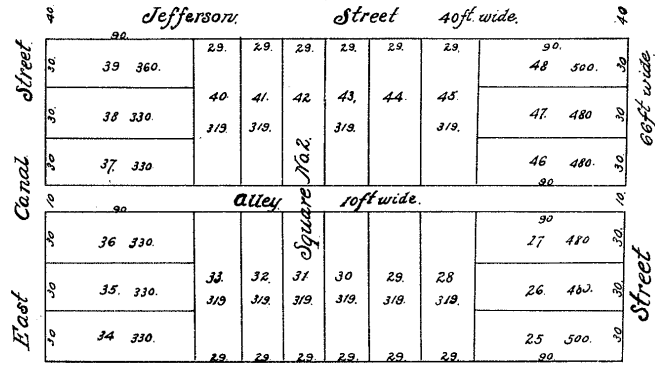 40. Jefferson. Street 40ft. wide. 40
90. 29. 29. 29. 29. 29. 29. 90.
30. 39 360. 48 500. 30
40 41. 42 43, 44. 45.
30. 38 330. 47. 480 30
319. 319. 319. 319.
30 37. 330 46 480. 30
90
East Canal Street.
66ft wide. Street
Square No 2.
10 Alley 10ft wide. 10.
90. 90
30 36 330. 27 480 30.
33. 32. 31 30 29. 28
30 35. 330. 26. 30.
319 319. 319. 319. 319. 319.
30 34 330. 25 500. 30
29. 29. 29. 29. 29. 29. 90